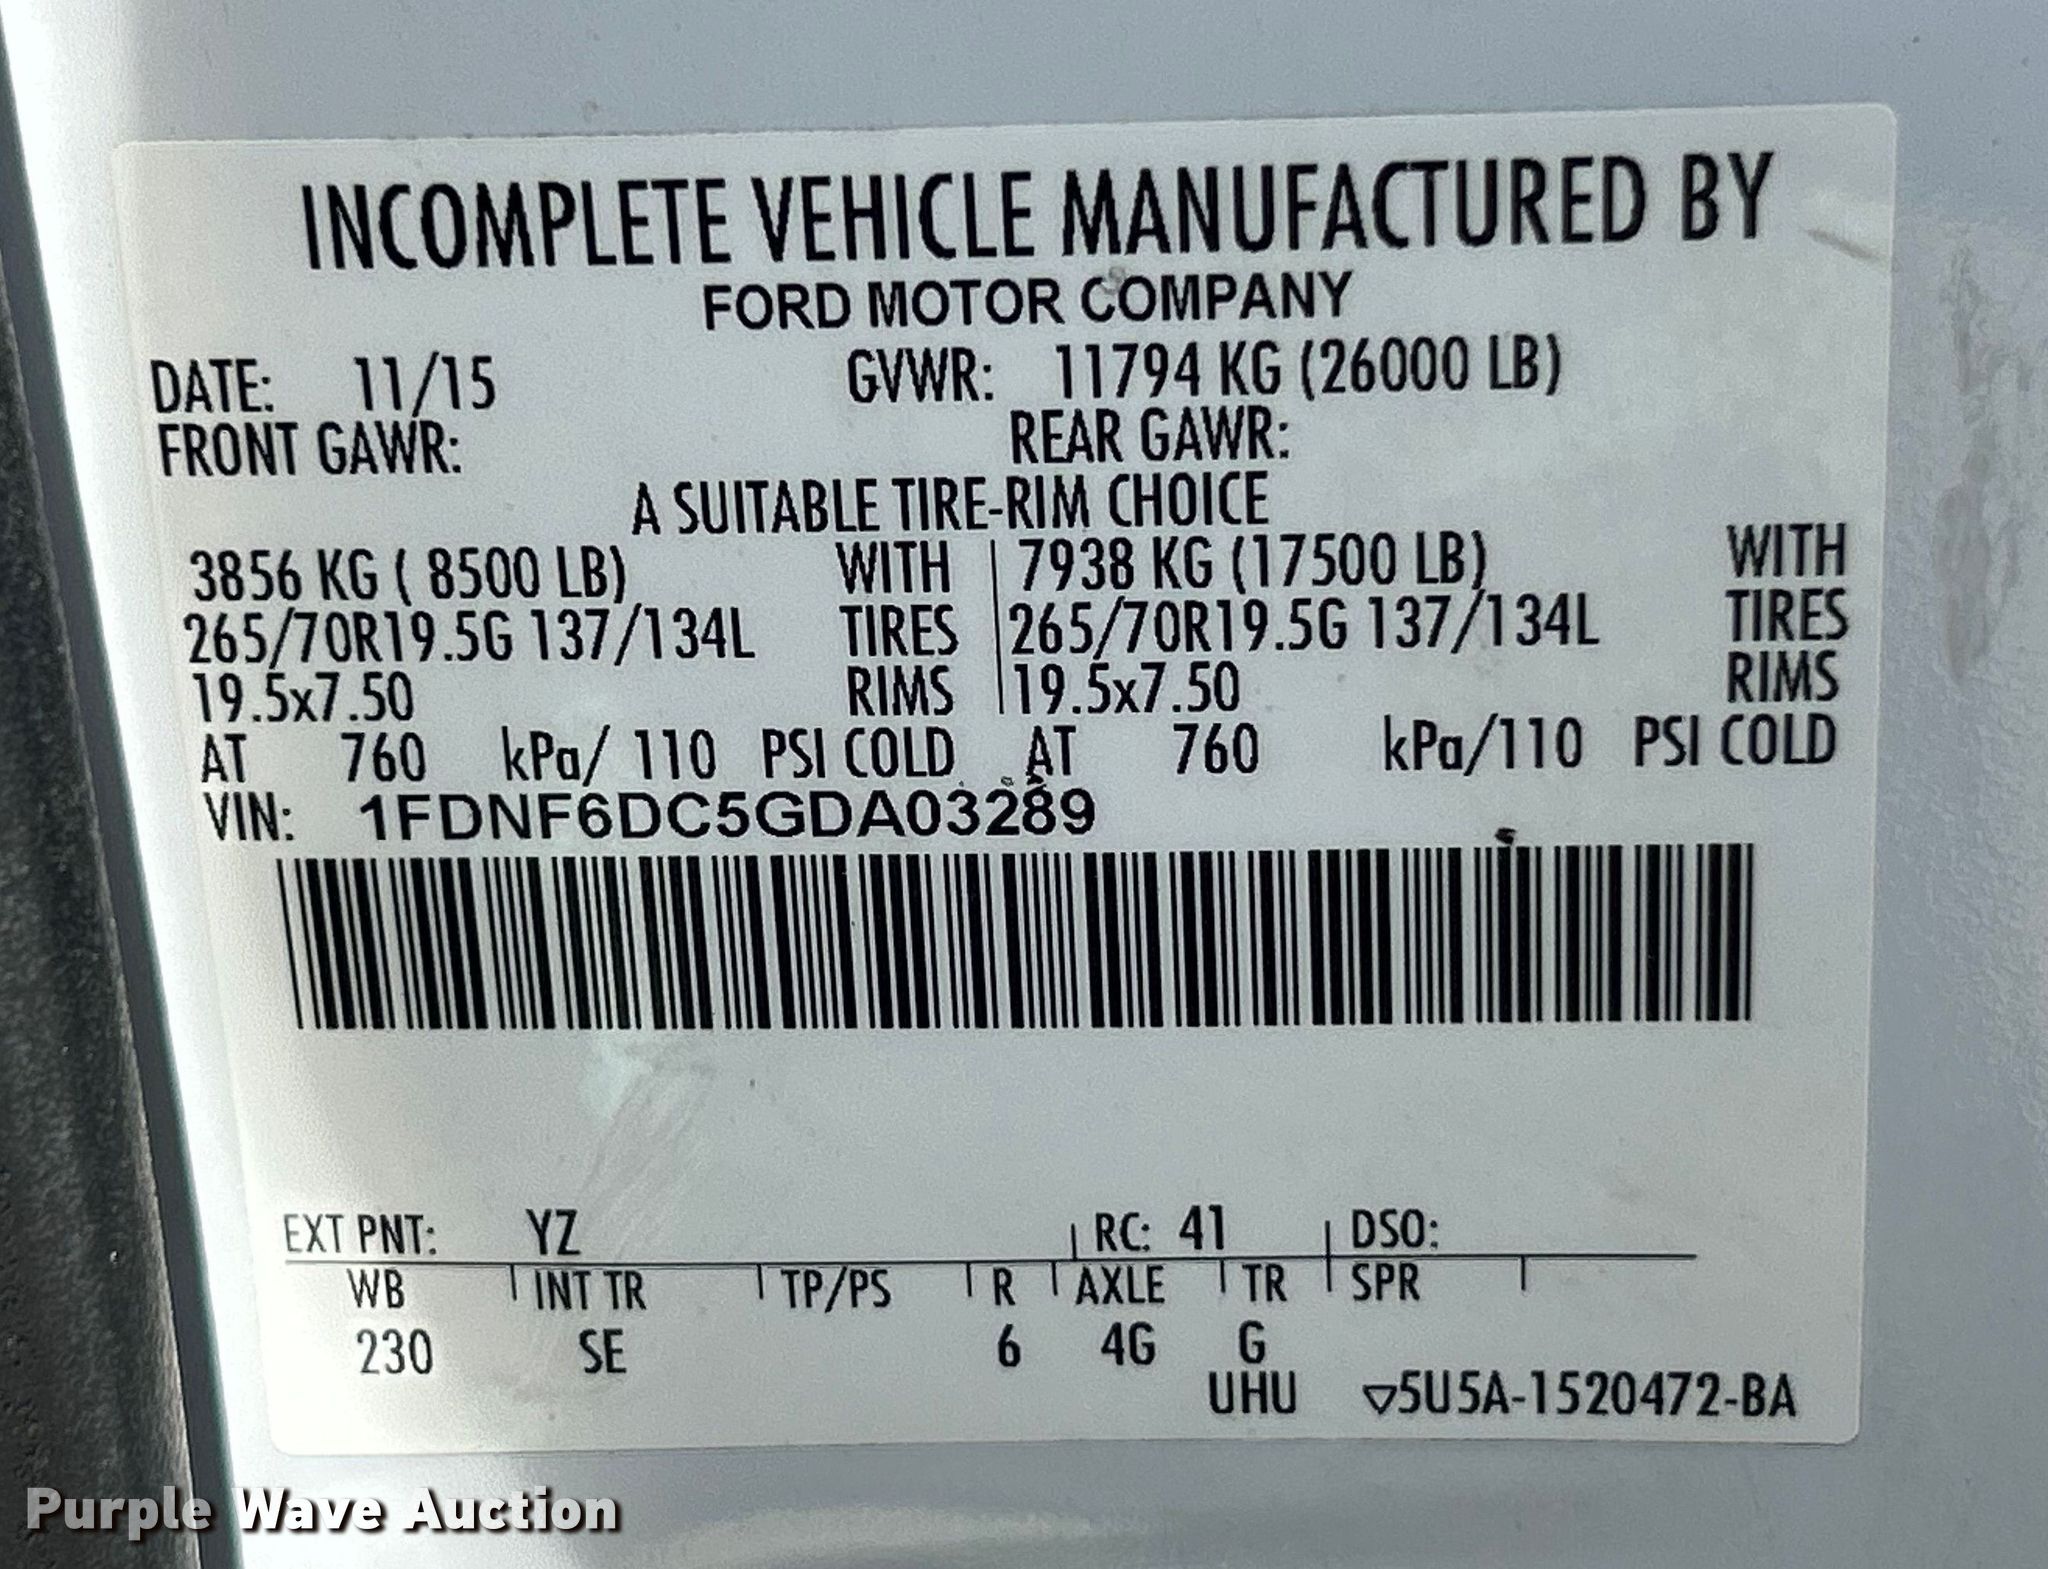 INCOMPLETE VEHICLE MANUFACTURED BY
FORD MOTOR COMPANY
DATE: 11/15 GVWR: 11794 KG (26000 LB)
FRONT GAWR: REAR GAWR:
A SUITABLE TIRE-RIM CHOICE
3856 KG ( 8500 LB) WITH 7938 KG (17500 LB) WITH
265/70R19.5G 137/134L TIRES 265/70R19.5G 137/134L TIRES
19.5x7.50 RIMS 19.5x7.50 RIMS
AT 760 kPa/ 110 PSI COLD AT 760 kPa/110 PSI COLD
VIN: 1FDNF6DC5GDA03289
EXT PNT: YZ RC: 41 DSO:
WB INT TR TP/PS R AXLE TR SPR
230 SE 6 4G G
UHU ▽5U5A-1520472-BA
Purple Wave Auction